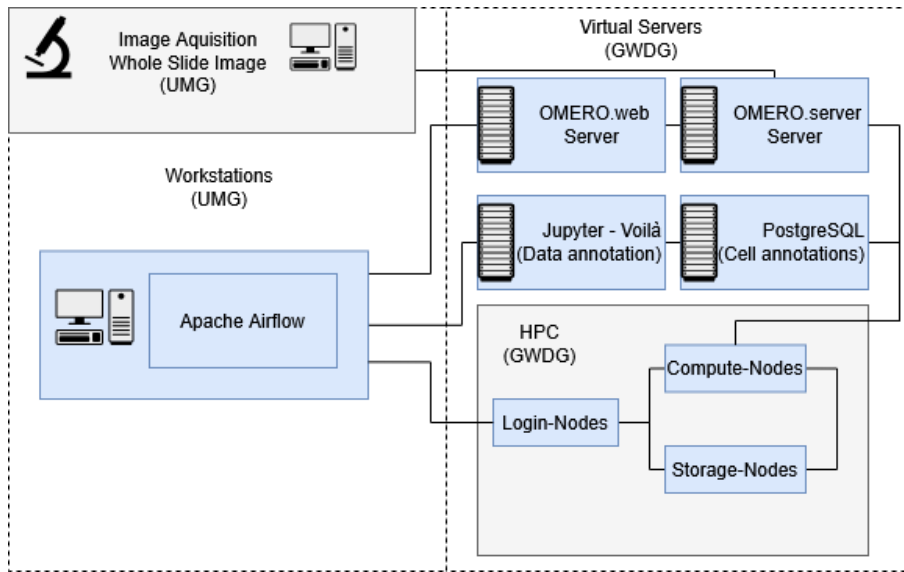 Image Aquisition
Whole Slide Image
(UMG)
Virtual Servers
(GWDG)
OMERO.web
Server
OMERO.server
Server
Workstations
(UMG)
Jupyter - Voilà
(Data annotation)
PostgreSQL
(Cell annotations)
Apache Airflow
HPC
(GWDG)
Compute-Nodes
Login-Nodes
Storage-Nodes